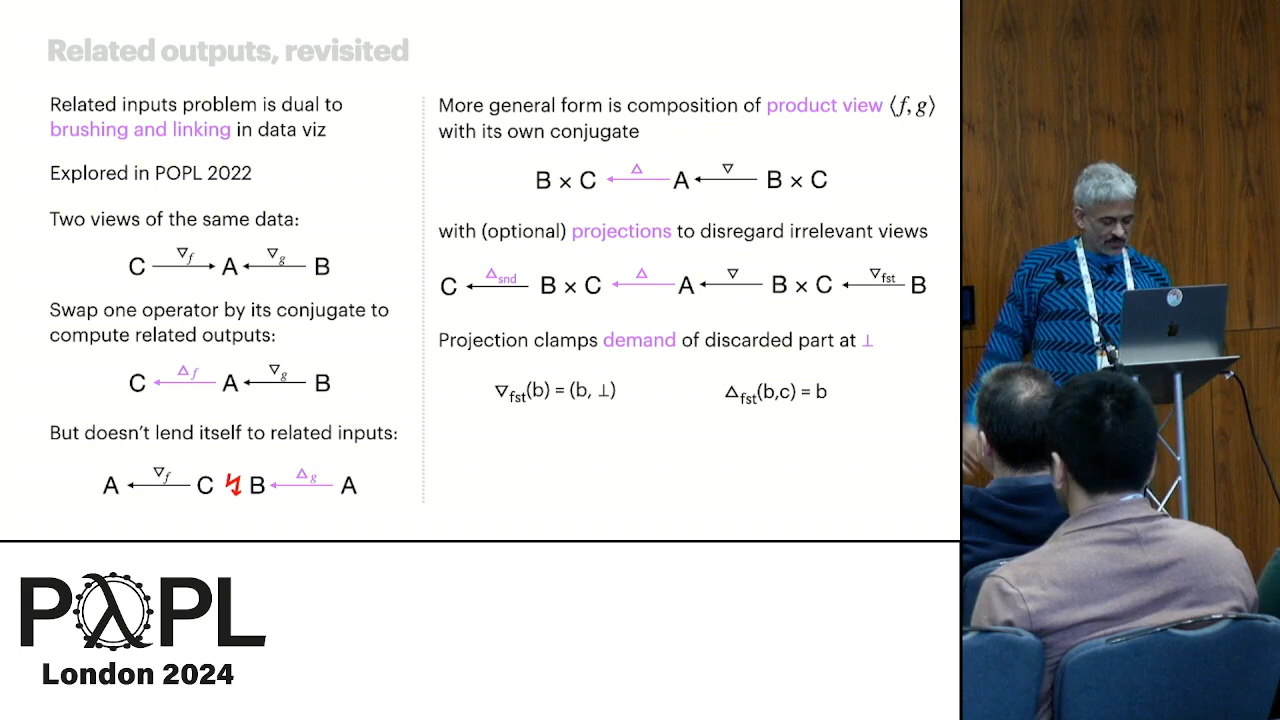 Related outputs, revisited
Related inputs problem is dual to
brushing and linking in data viz
Explored in POPL 2022
Two views of the same data:
C ▽f→ A ←▽g B
Swap one operator by its conjugate to
compute related outputs:
C ←△f A ←▽g B
But doesn’t lend itself to related inputs:
A ←▽f C ↯ B ←△g A
More general form is composition of product view ⟨f,g⟩
with its own conjugate
B × C ←△ A ←▽ B × C
with (optional) projections to disregard irrelevant views
C ←△snd B × C ←△ A ←▽ B × C ←▽fst B
Projection clamps demand of discarded part at ⊥
▽fst(b) = (b, ⊥)
△fst(b,c) = b
PλPL
London 2024